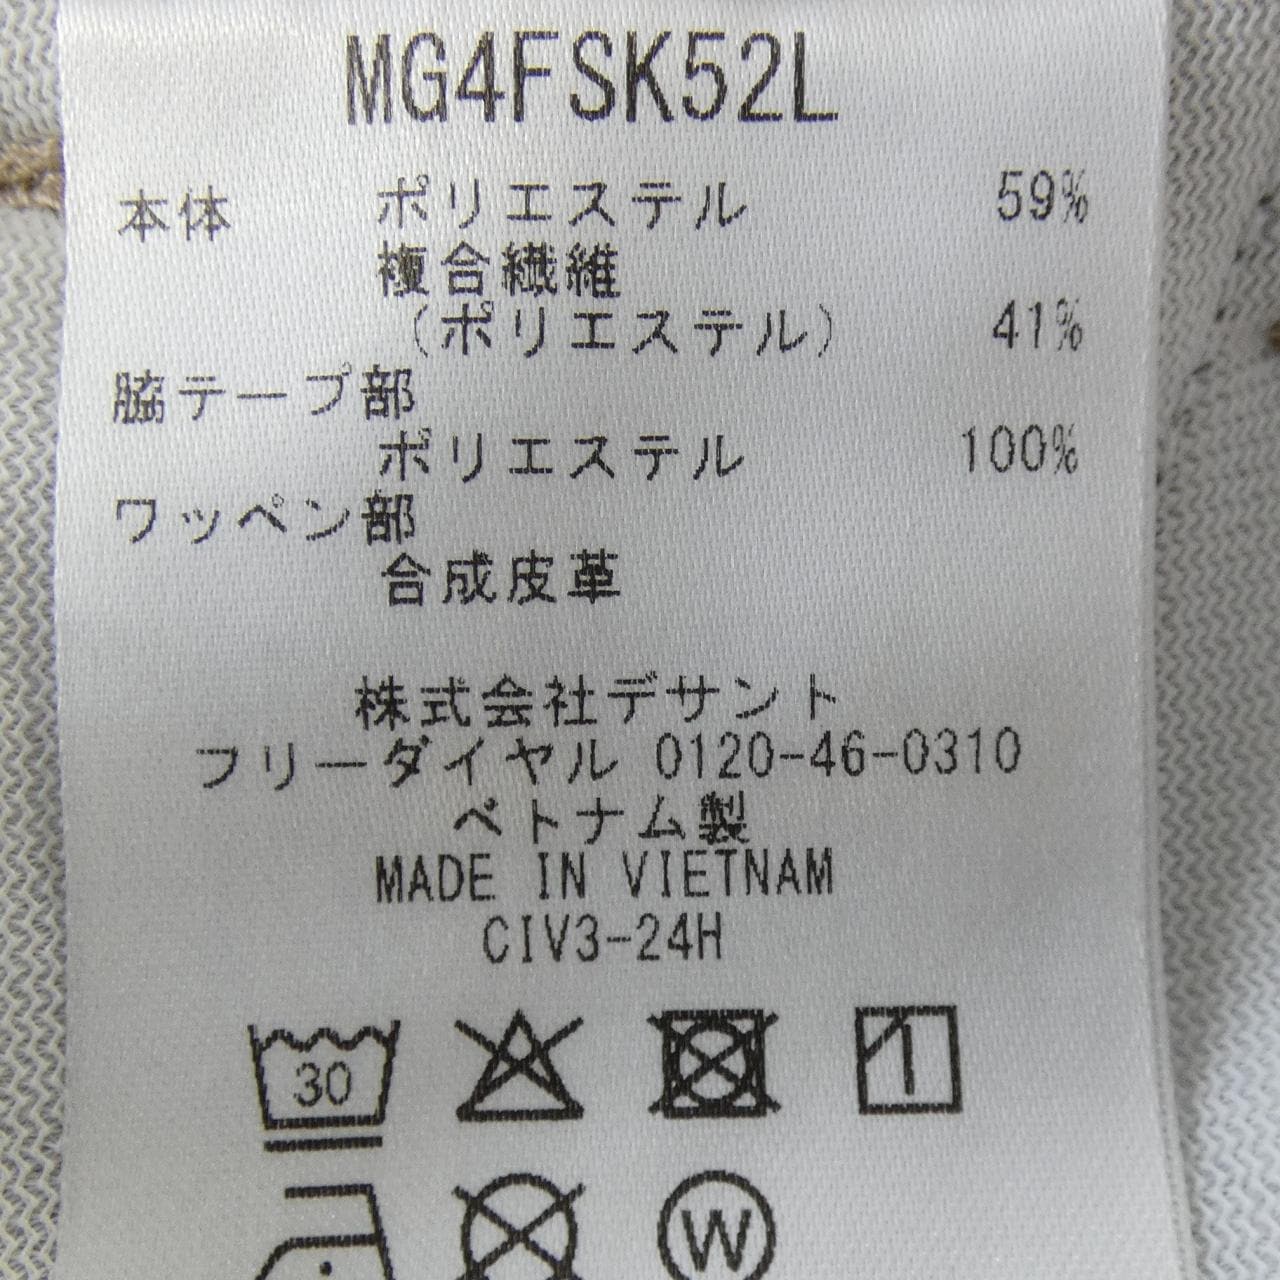 MG4FSK52L
本体 ポリエステル 59%
複合繊維
(ポリエステル) 41%
脇テープ部
ポリエステル 100%
ワッペン部
合成皮革
株式会社デサント
フリーダイヤル 0120-46-0310
ベトナム製
MADE IN VIETNAM
CIV3-24H
30
W